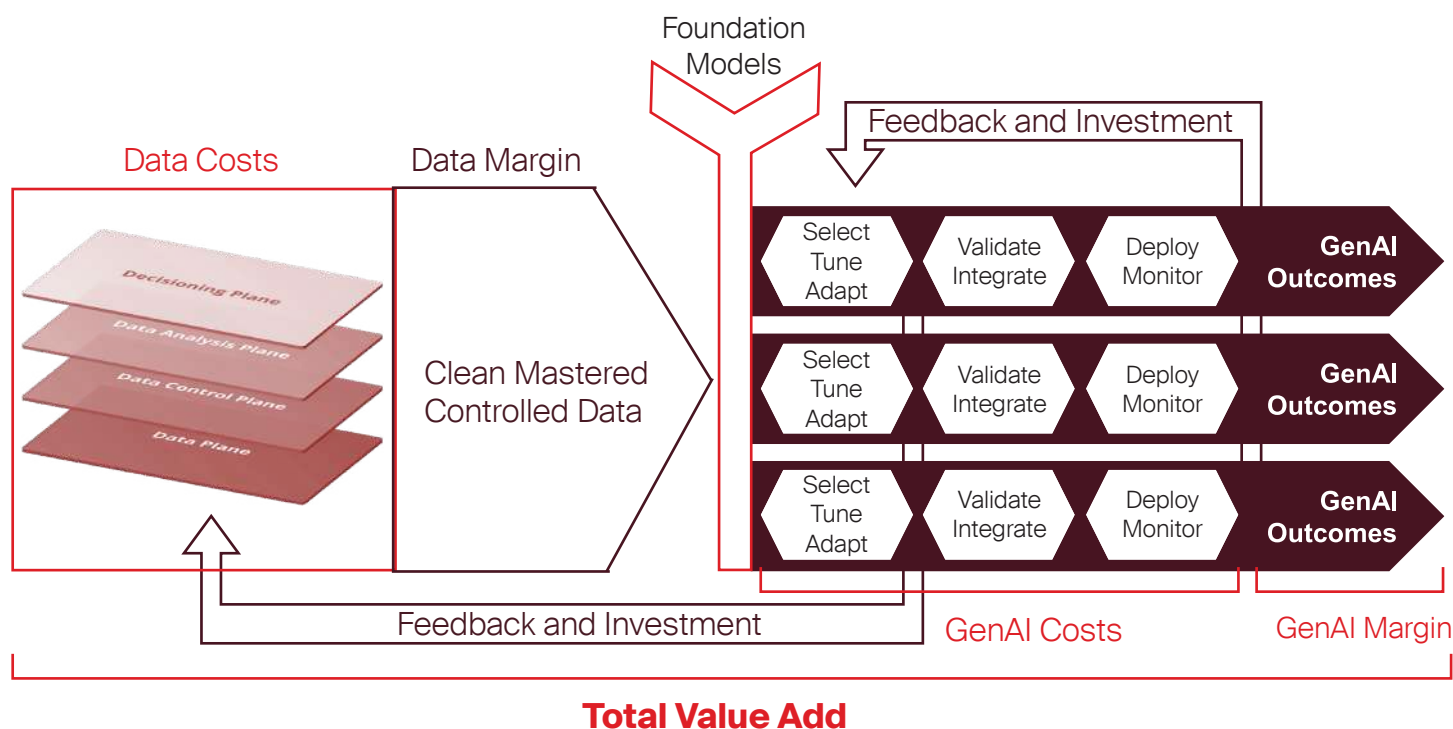 Foundation
Models
Feedback and Investment
Data Costs
Data Margin
Decisioning Plane
Data Analysis Plane
Data Control Plane
Data Plane
Clean Mastered
Controlled Data
Select
Tune
Adapt
Validate
Integrate
Deploy
Monitor
GenAI
Outcomes
Select
Tune
Adapt
Validate
Integrate
Deploy
Monitor
GenAI
Outcomes
Select
Tune
Adapt
Validate
Integrate
Deploy
Monitor
GenAI
Outcomes
Feedback and Investment
GenAI Costs
GenAI Margin
Total Value Add